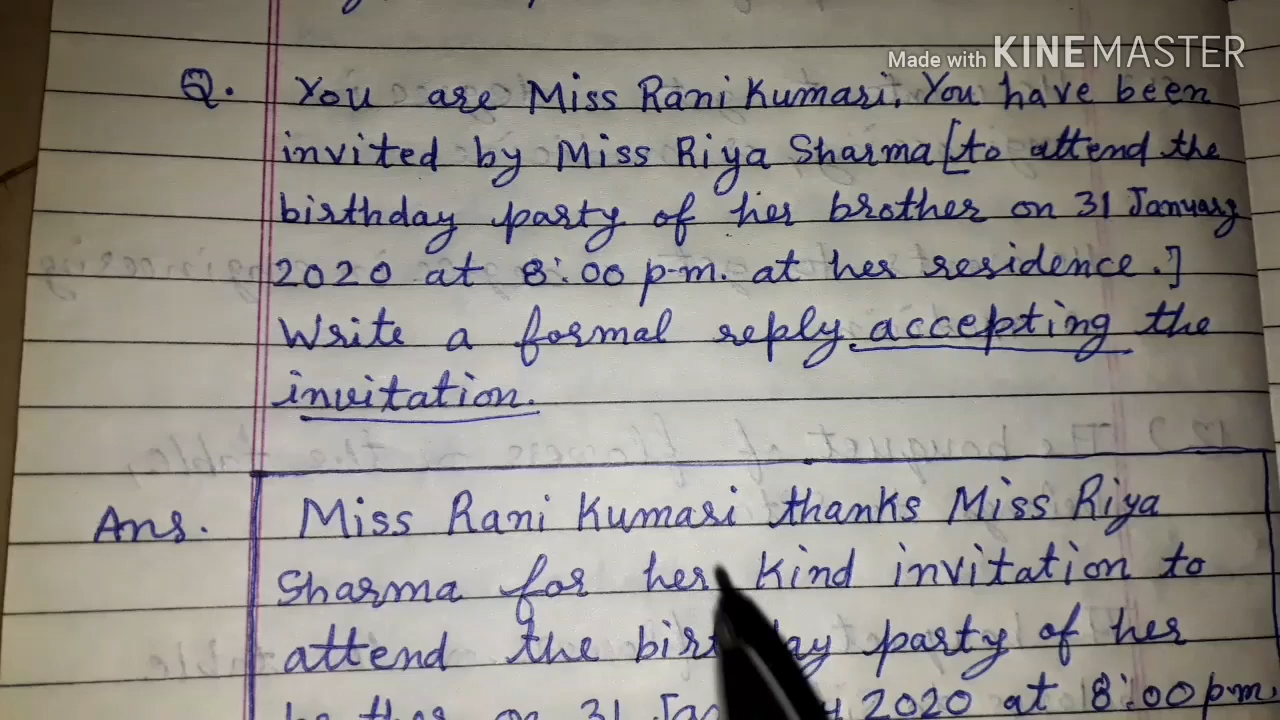 Made with KINEMASTER
Q. You are Miss Rani Kumari. You have been
invited by Miss Riya Sharma [to attend the
birthday party of her brother on 31 January
2020 at 8:00 p.m. at her residence.]
Write a formal reply accepting the
invitation.
Ans. Miss Rani Kumari thanks Miss Riya
Sharma for her kind invitation to
attend the birthday party of her
on 31 2020 at 8:00 pm.